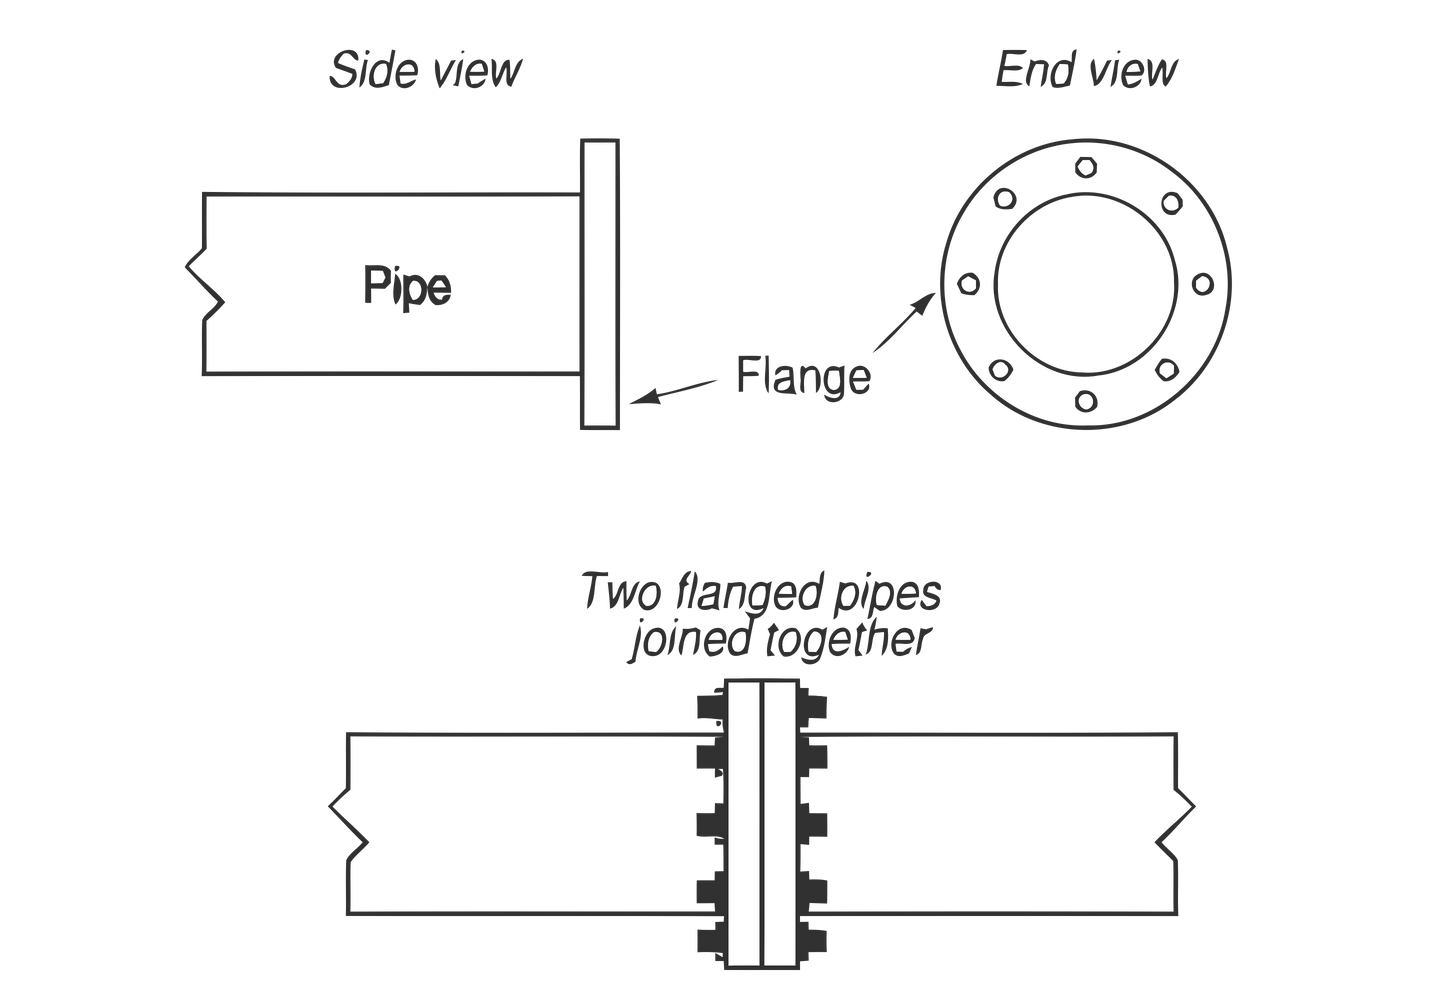 Side view
End view
Pipe
Flange
Two flanged pipes
joined together